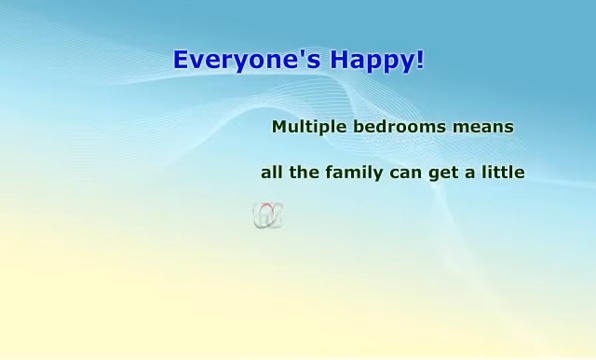 Everyone's Happy!
Multiple bedrooms means
all the family can get a little